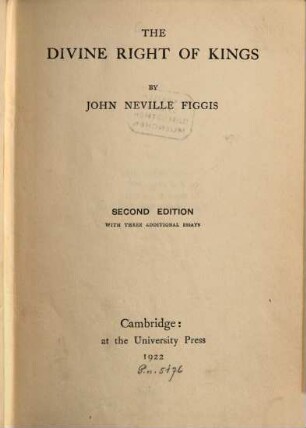 THE
DIVINE RIGHT OF KINGS
BY
JOHN NEVILLE FIGGIS
SECOND EDITION
WITH THREE ADDITIONAL ESSAYS
Cambridge:
at the University Press
1922